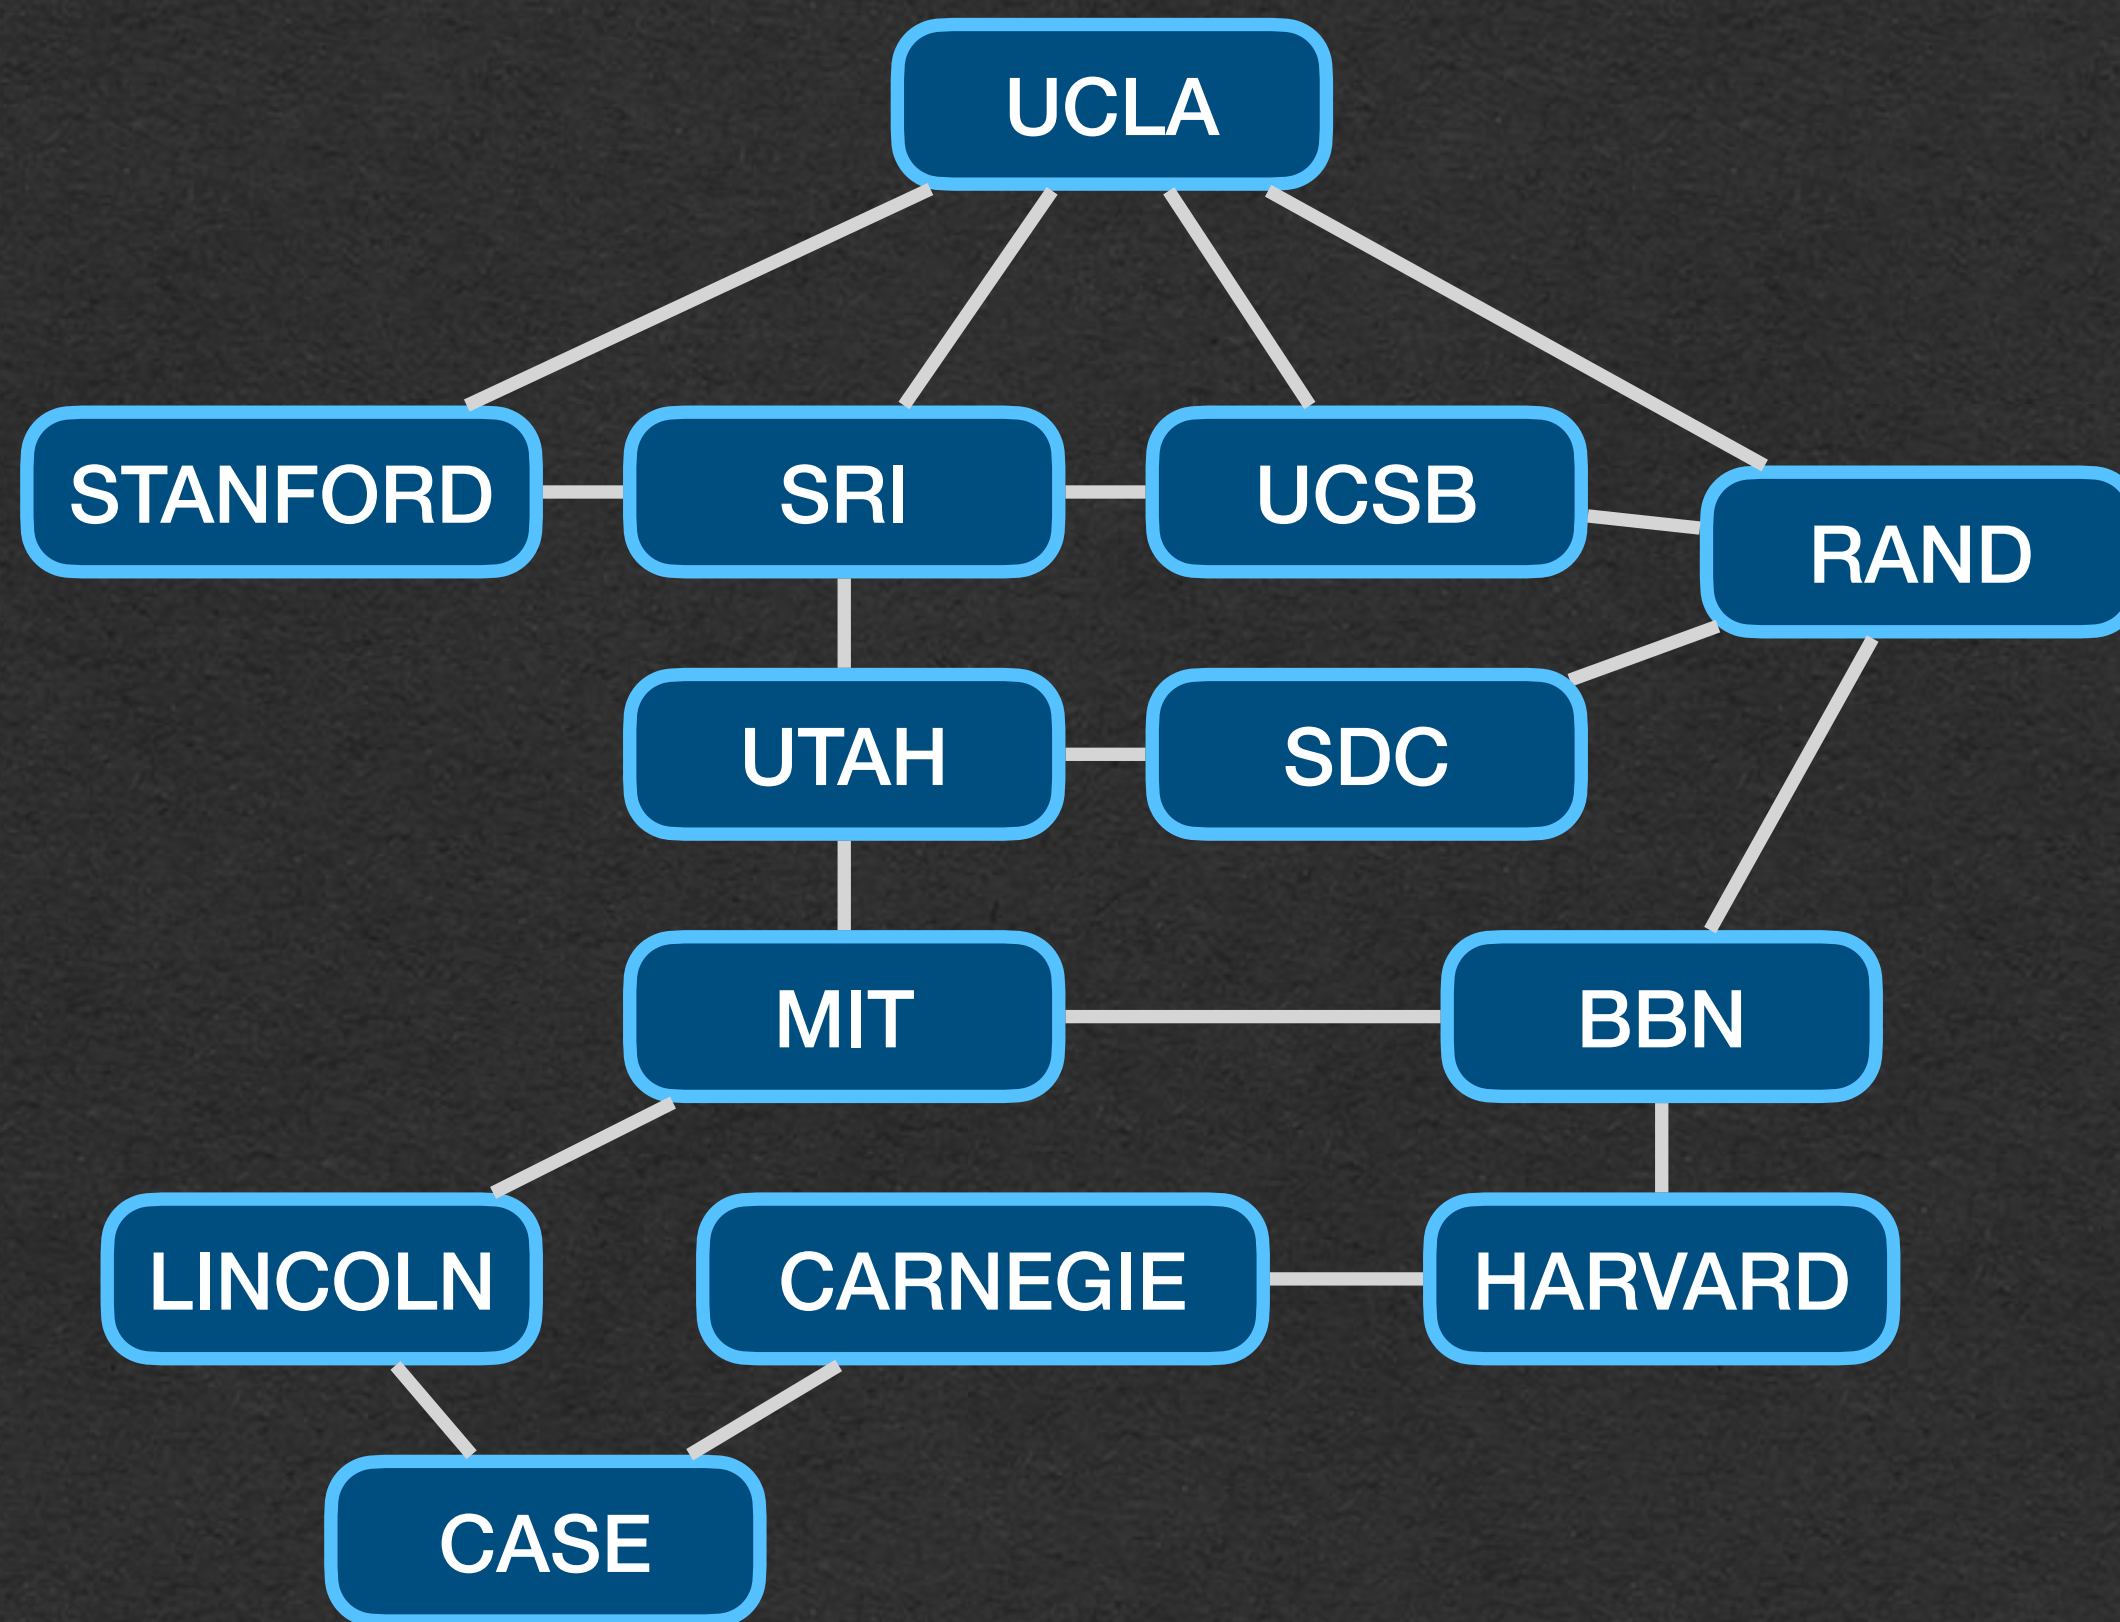 UCLA
STANFORD
SRI
UCSB
RAND
UTAH
SDC
MIT
BBN
LINCOLN
CARNEGIE
HARVARD
CASE